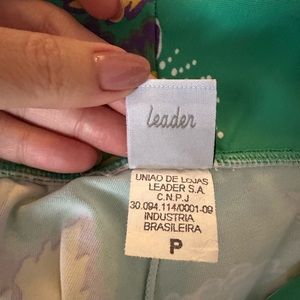 leader
UNIAO DE LOJAS
LEADER S.A.
C.N.P.J
30.094.114/0001-09
INDUSTRIA
BRASILEIRA
P